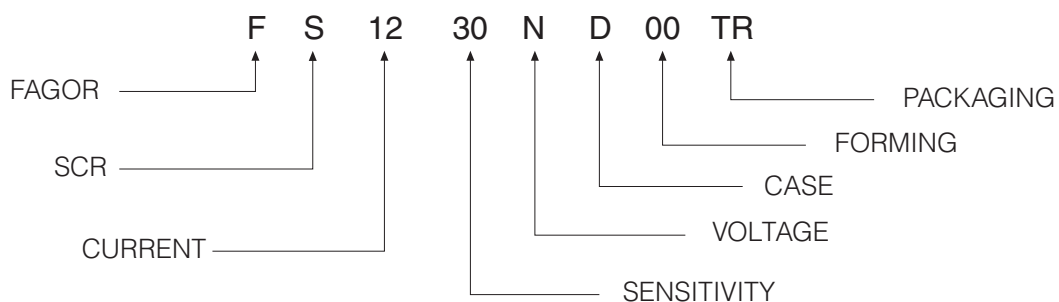 F S 12 30 N D 00 TR
FAGOR
PACKAGING
FORMING
SCR
CASE
VOLTAGE
CURRENT
SENSITIVITY